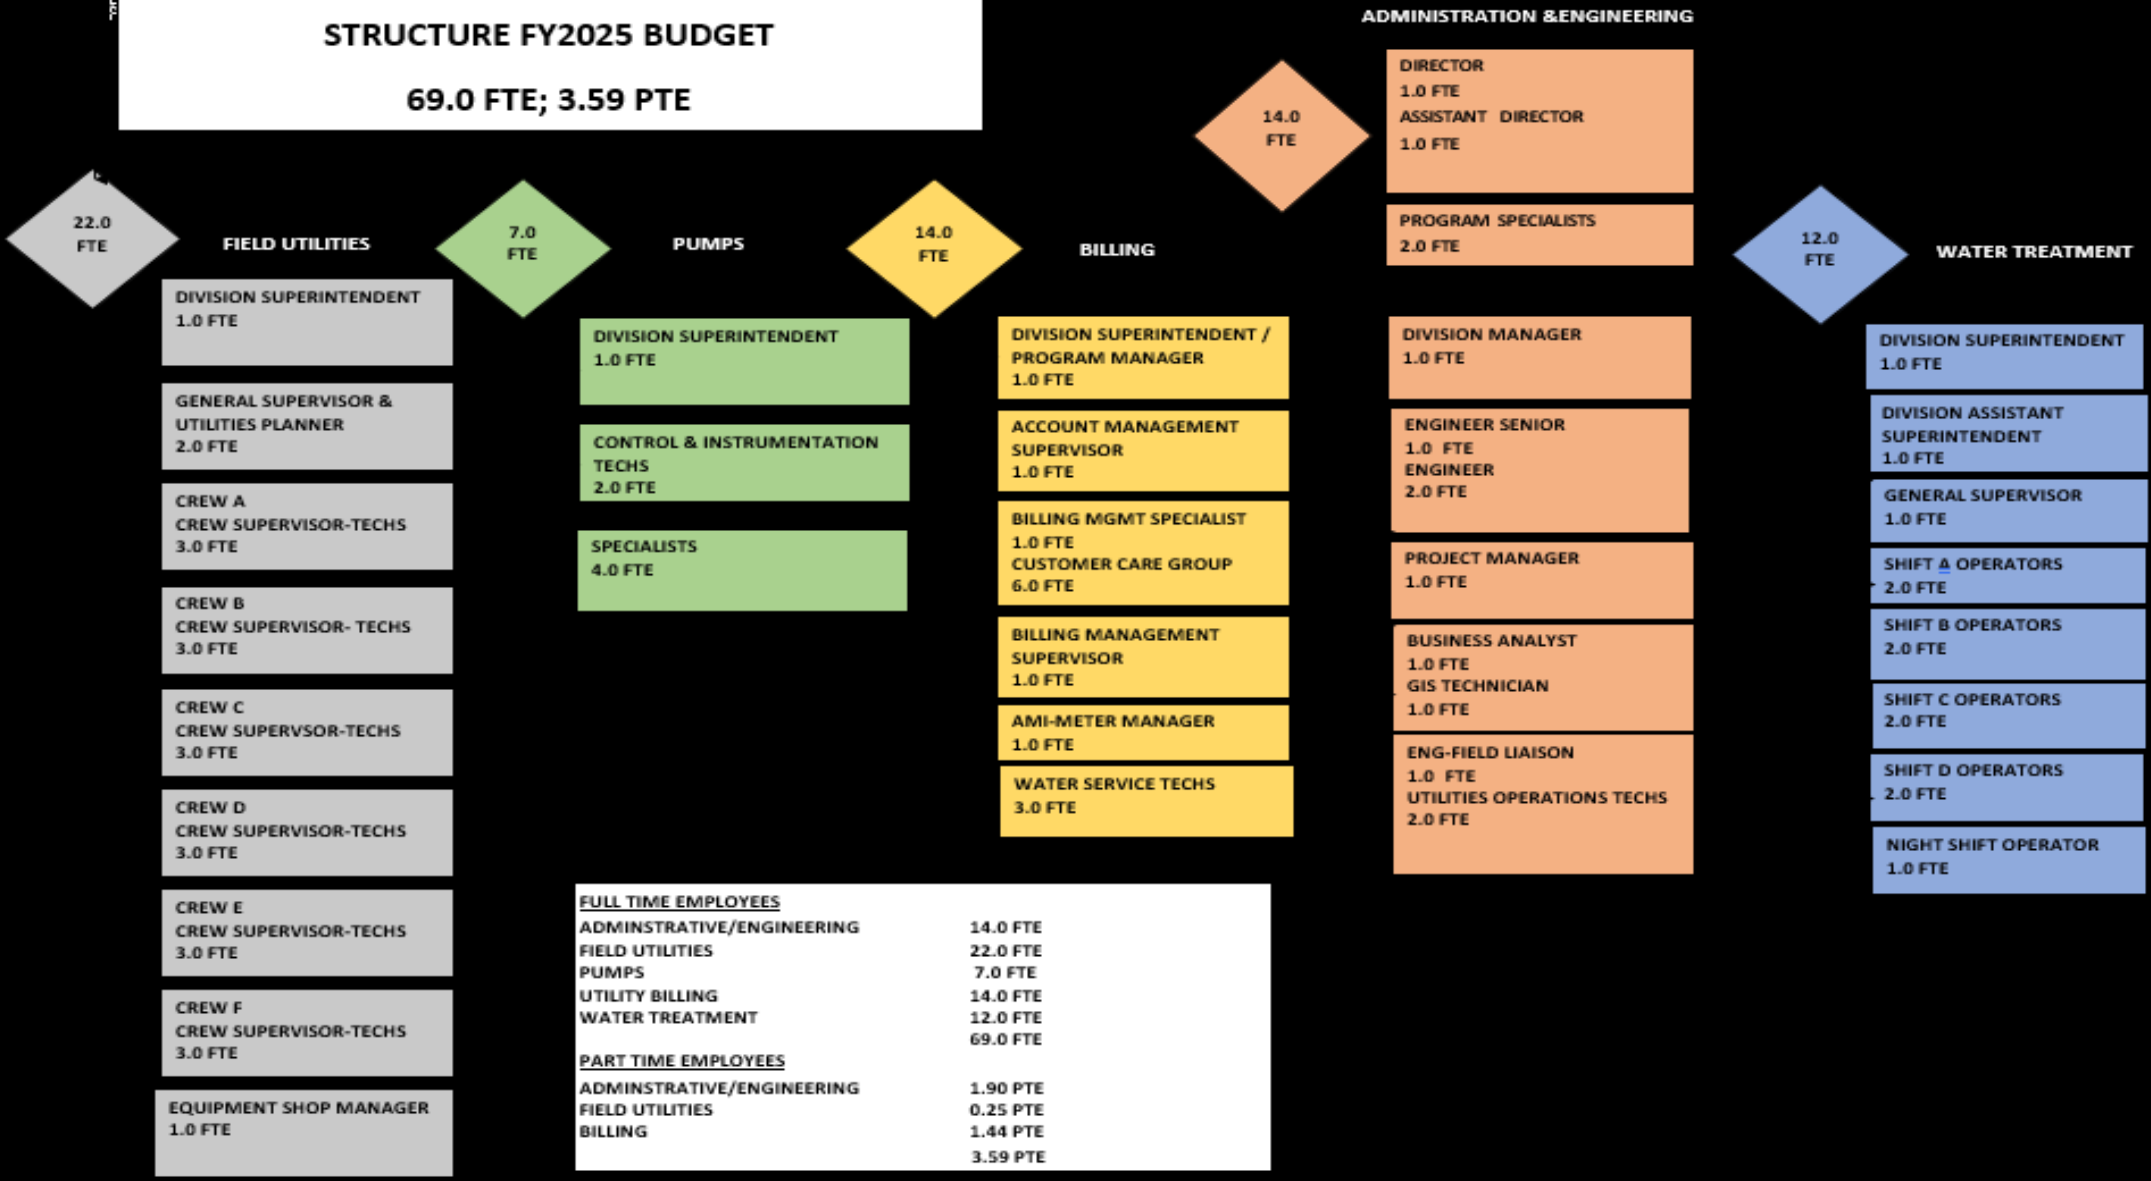 STRUCTURE FY2025 BUDGET
69.0 FTE; 3.59 PTE
22.0
FTE
FIELD UTILITIES
DIVISION SUPERINTENDENT
1.0 FTE
GENERAL SUPERVISOR &
UTILITIES PLANNER
2.0 FTE
CREW A
CREW SUPERVISOR-TECHS
3.0 FTE
CREW B
CREW SUPERVISOR- TECHS
3.0 FTE
CREW C
CREW SUPERVSOR-TECHS
3.0 FTE
CREW D
CREW SUPERVISOR-TECHS
3.0 FTE
CREW E
CREW SUPERVISOR-TECHS
3.0 FTE
CREW F
CREW SUPERVISOR-TECHS
3.0 FTE
EQUIPMENT SHOP MANAGER
1.0 FTE
7.0
FTE
PUMPS
DIVISION SUPERINTENDENT
1.0 FTE
CONTROL & INSTRUMENTATION
TECHS
2.0 FTE
SPECIALISTS
4.0 FTE
14.0
FTE
BILLING
DIVISION SUPERINTENDENT /
PROGRAM MANAGER
1.0 FTE
ACCOUNT MANAGEMENT
SUPERVISOR
1.0 FTE
BILLING MGMT SPECIALIST
1.0 FTE
CUSTOMER CARE GROUP
6.0 FTE
BILLING MANAGEMENT
SUPERVISOR
1.0 FTE
AMI-METER MANAGER
1.0 FTE
WATER SERVICE TECHS
3.0 FTE
ADMINISTRATION &ENGINEERING
14.0
FTE
DIRECTOR
1.0 FTE
ASSISTANT DIRECTOR
1.0 FTE
PROGRAM SPECIALISTS
2.0 FTE
DIVISION MANAGER
1.0 FTE
ENGINEER SENIOR
1.0 FTE
ENGINEER
2.0 FTE
PROJECT MANAGER
1.0 FTE
BUSINESS ANALYST
1.0 FTE
GIS TECHNICIAN
1.0 FTE
ENG-FIELD LIAISON
1.0 FTE
UTILITIES OPERATIONS TECHS
2.0 FTE
12.0
FTE
WATER TREATMENT
DIVISION SUPERINTENDENT
1.0 FTE
DIVISION ASSISTANT
SUPERINTENDENT
1.0 FTE
GENERAL SUPERVISOR
1.0 FTE
SHIFT A OPERATORS
2.0 FTE
SHIFT B OPERATORS
2.0 FTE
SHIFT C OPERATORS
2.0 FTE
SHIFT D OPERATORS
2.0 FTE
NIGHT SHIFT OPERATOR
1.0 FTE
FULL TIME EMPLOYEES
ADMINSTRATIVE/ENGINEERING 14.0 FTE
FIELD UTILITIES 22.0 FTE
PUMPS 7.0 FTE
UTILITY BILLING 14.0 FTE
WATER TREATMENT 12.0 FTE
69.0 FTE
PART TIME EMPLOYEES
ADMINSTRATIVE/ENGINEERING 1.90 PTE
FIELD UTILITIES 0.25 PTE
BILLING 1.44 PTE
3.59 PTE